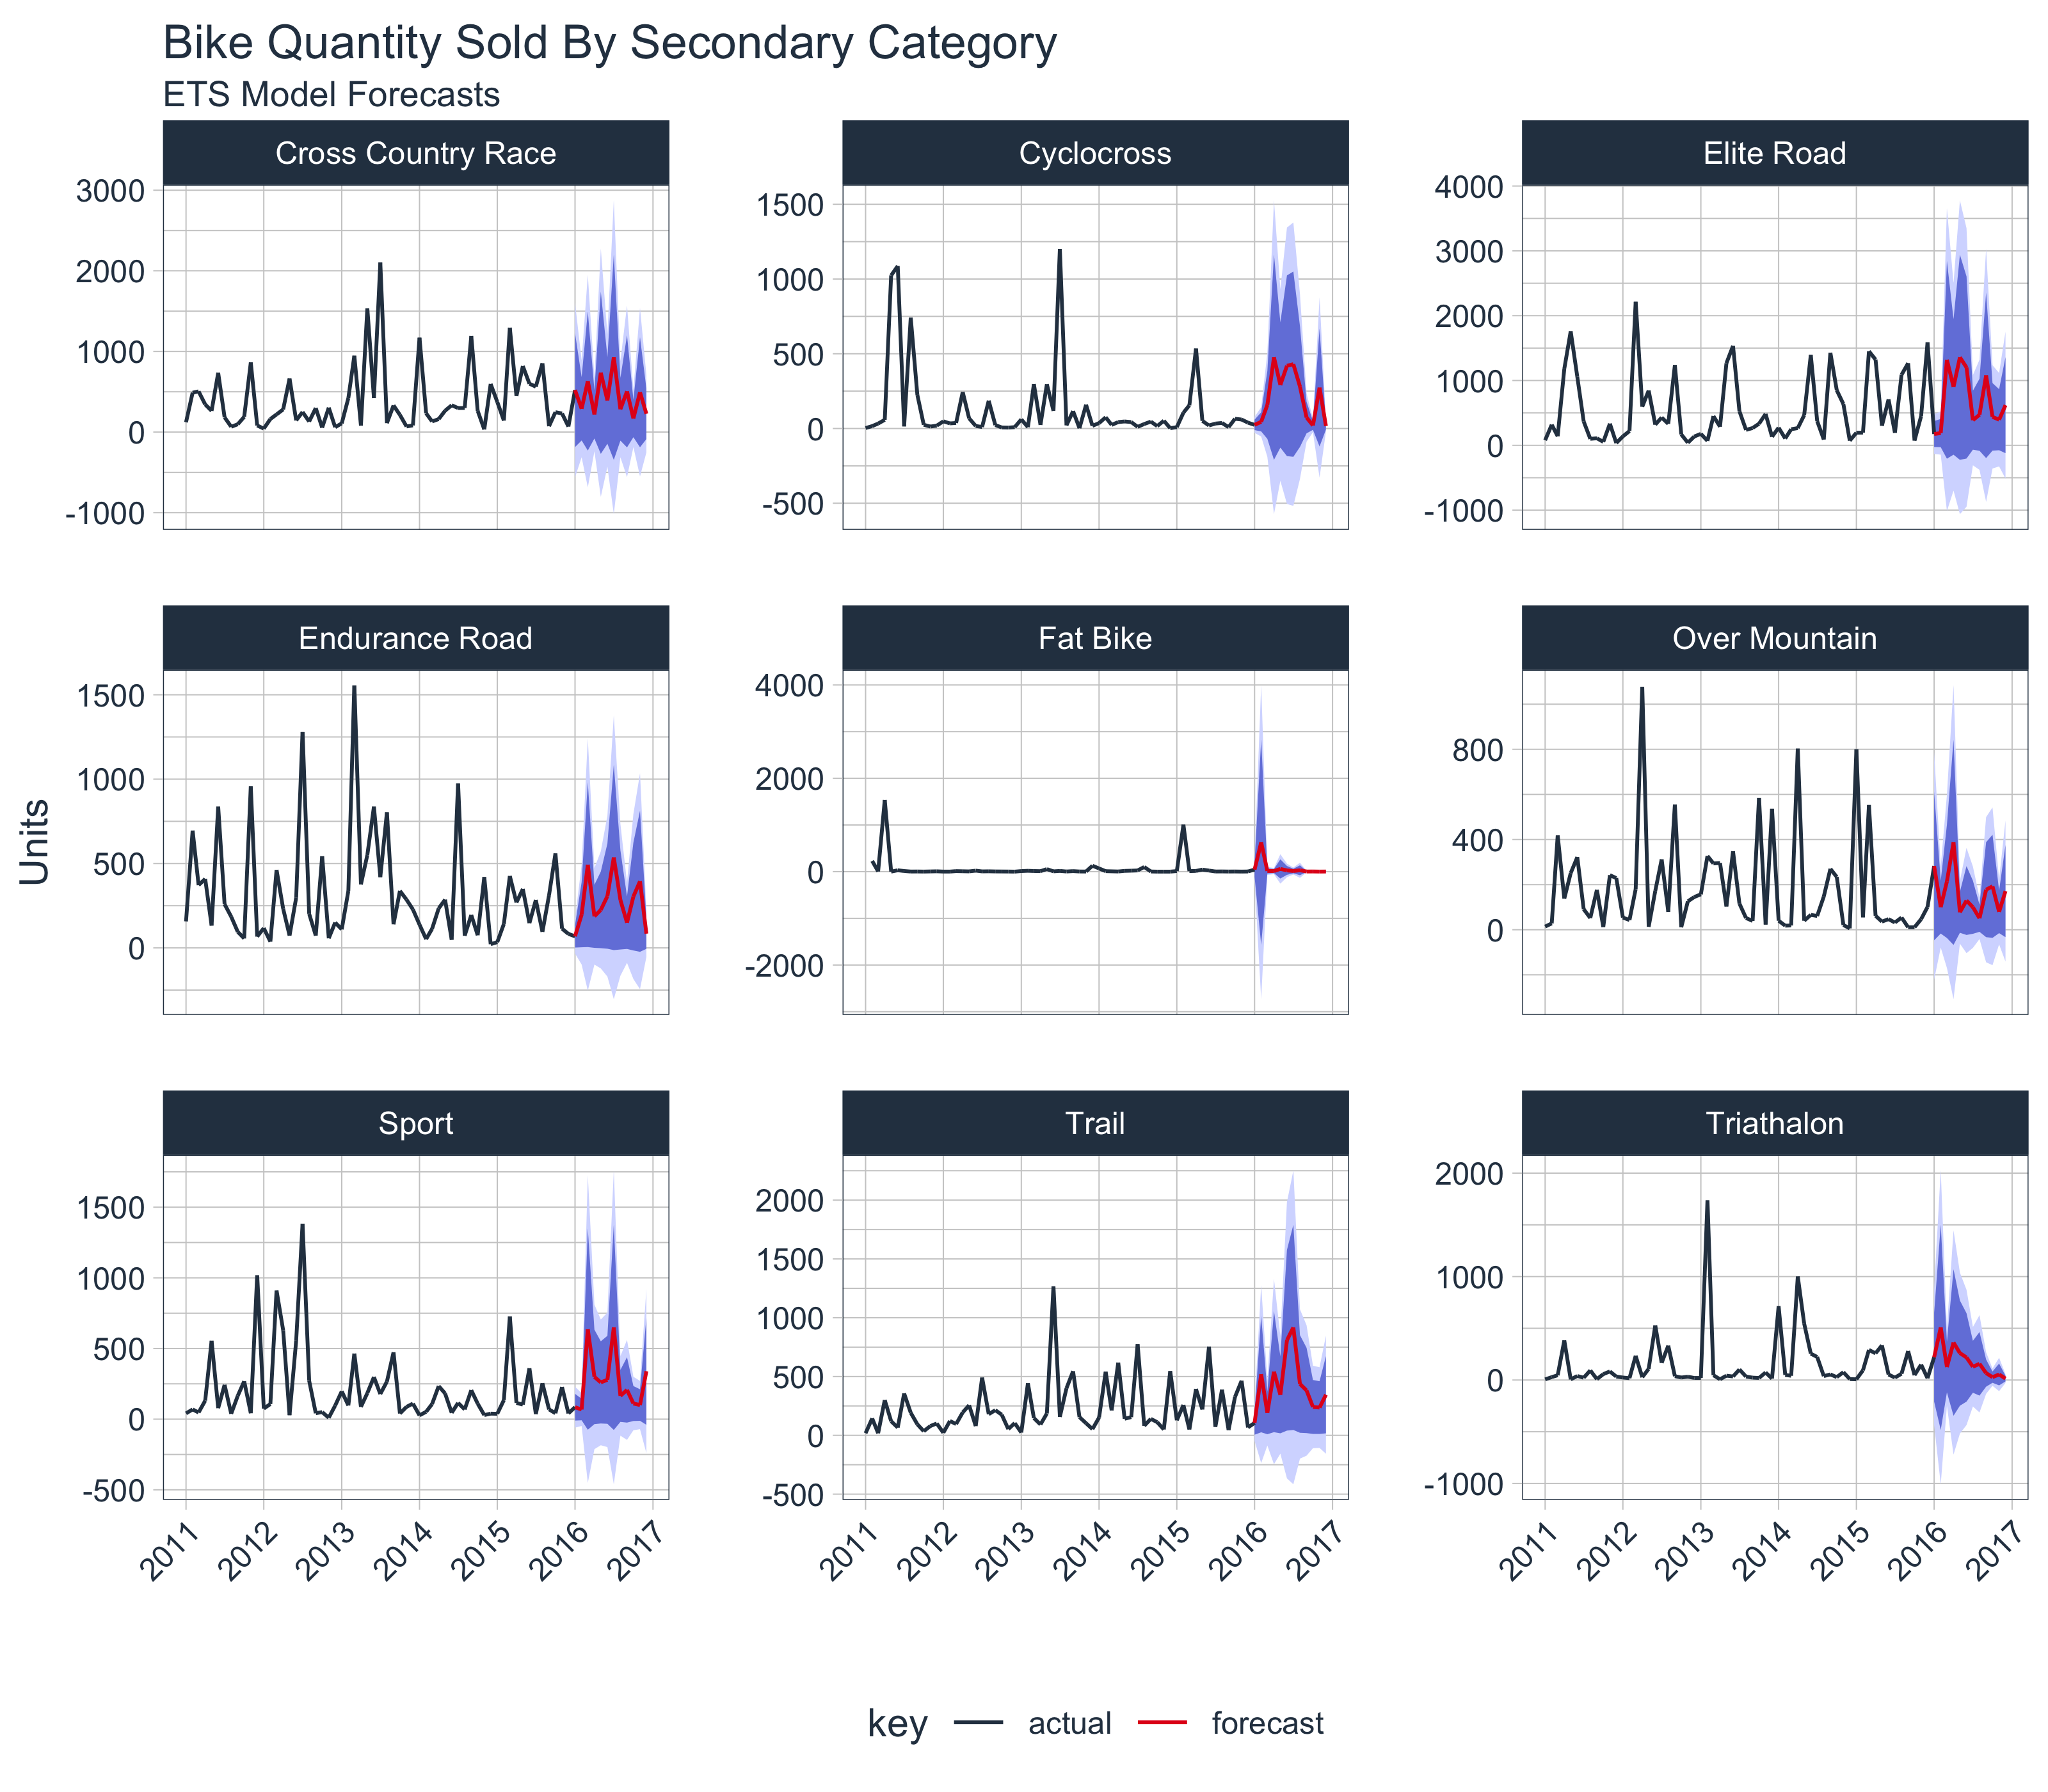 Bike Quantity Sold By Secondary Category
ETS Model Forecasts
Cross Country Race
3000
2000
1000
0
-1000
Cyclocross
1500
1000
500
0
-500
Elite Road
4000
3000
2000
1000
0
-1000
Units
Endurance Road
1500
1000
500
0
Fat Bike
4000
2000
0
-2000
Over Mountain
800
400
0
Sport
1500
1000
500
0
-500
2011 2012 2013 2014 2015 2016 2017
Trail
2000
1500
1000
500
0
-500
2011 2012 2013 2014 2015 2016 2017
Triathalon
2000
1000
0
-1000
2011 2012 2013 2014 2015 2016 2017
key actual forecast